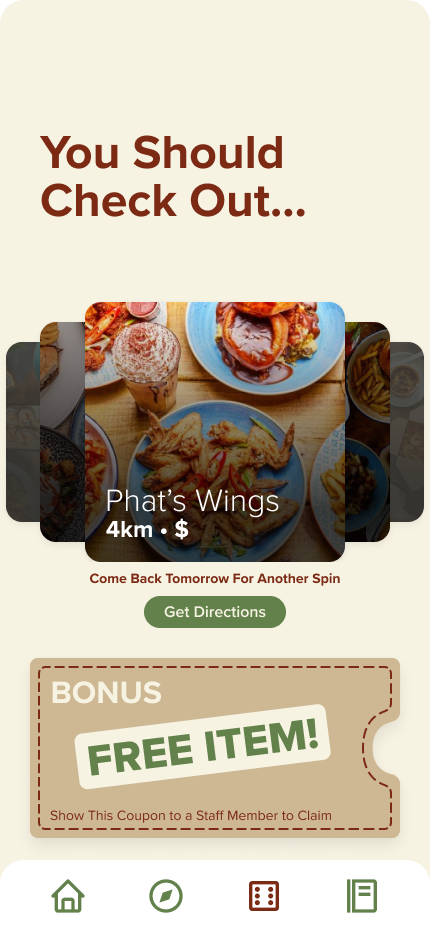 You Should
Check Out...
Phat's Wings
4km • $
Come Back Tomorrow For Another Spin
Get Directions
BONUS
FREE ITEM!
Show This Coupon to a Staff Member to Claim